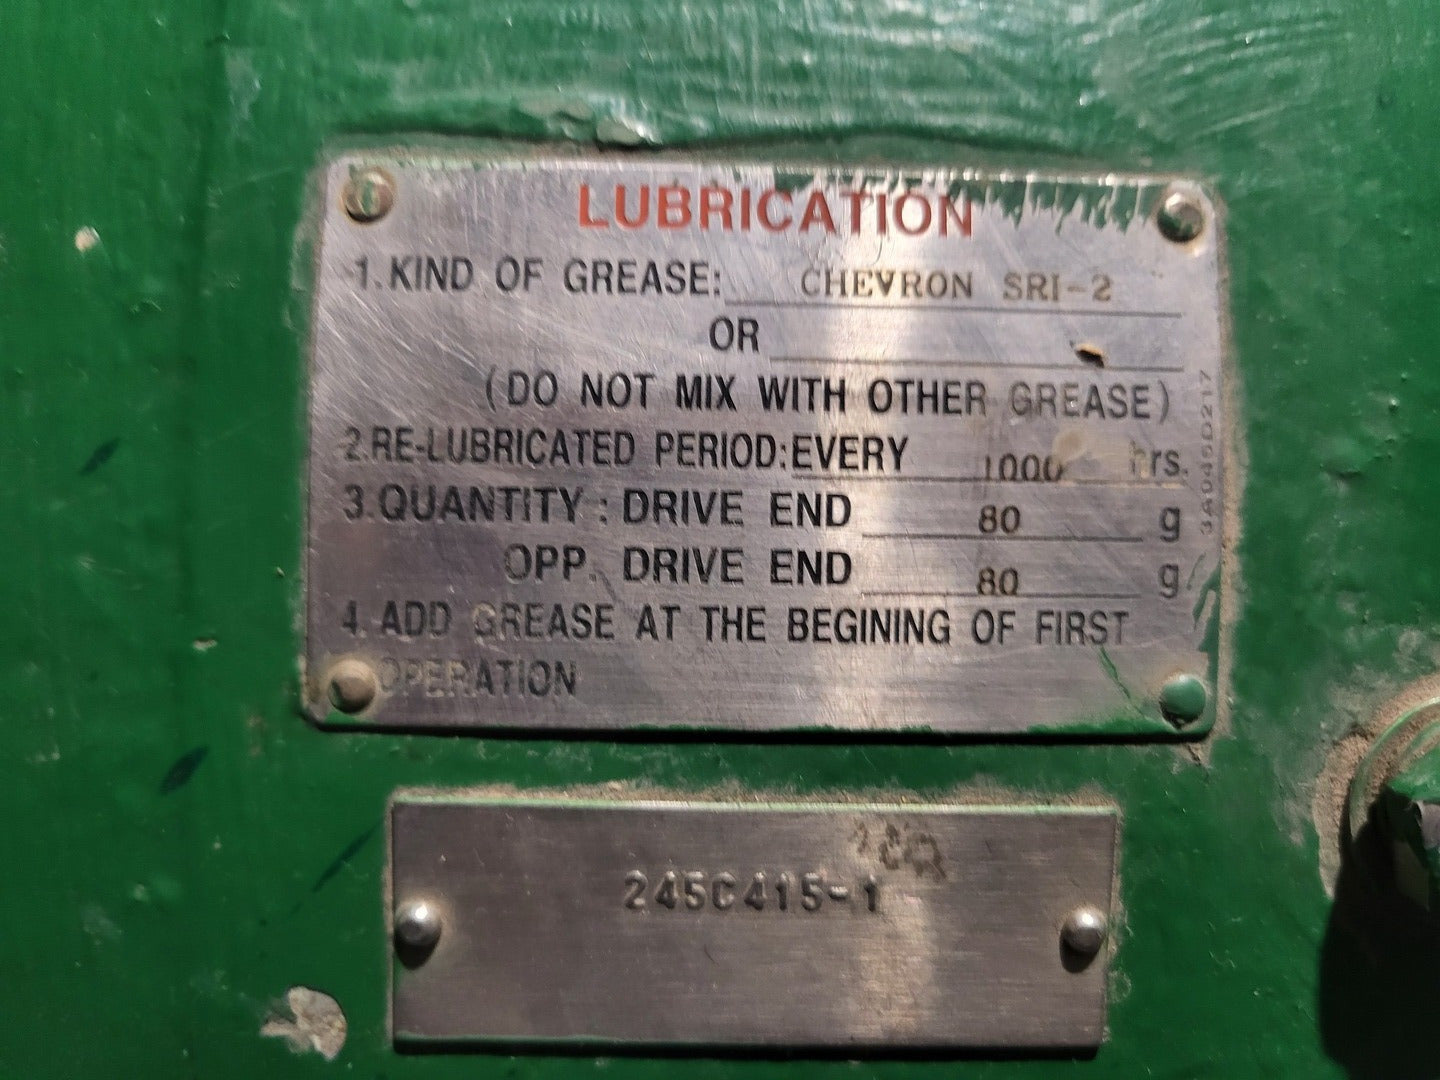 LUBRICATION
1.KIND OF GREASE: CHEVRON SRI-2
OR
(DO NOT MIX WITH OTHER GREASE)
2.RE-LUBRICATED PERIOD:EVERY 1000 hrs.
3.QUANTITY : DRIVE END 80 g
OPP. DRIVE END 80 g
4. ADD GREASE AT THE BEGINING OF FIRST
OPERATION
3A045D217
245C415-1